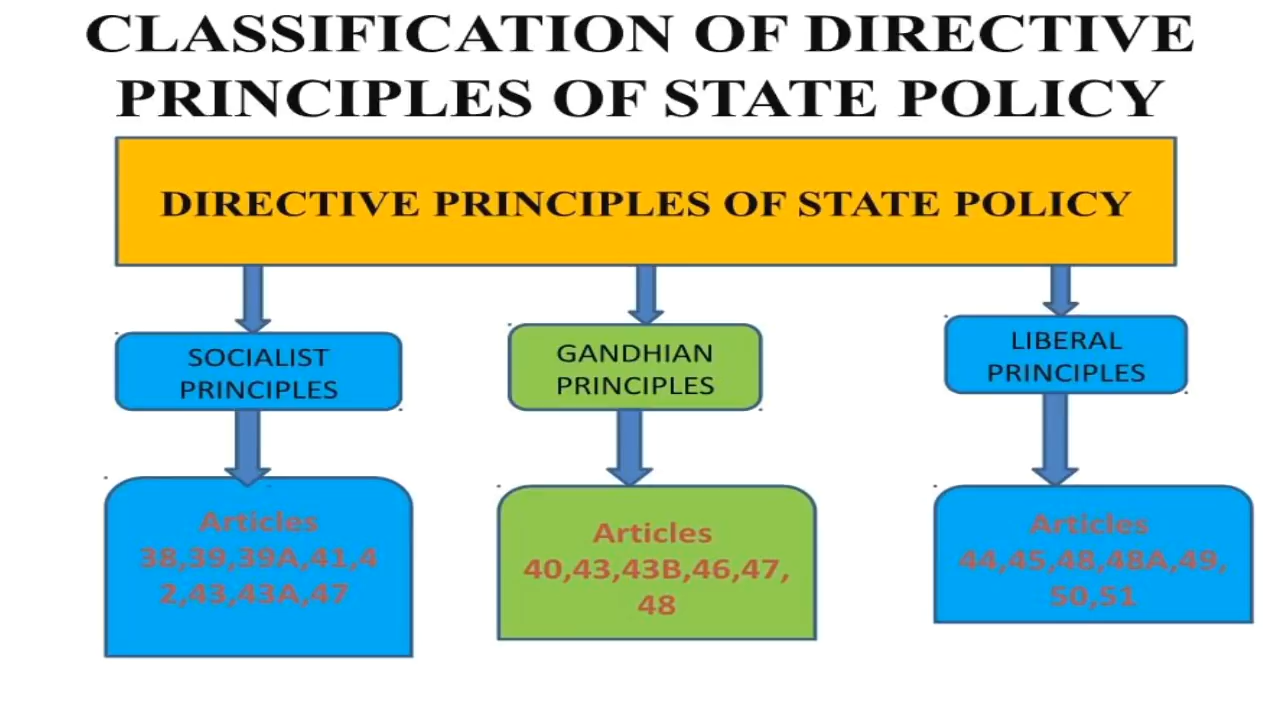 CLASSIFICATION OF DIRECTIVE
PRINCIPLES OF STATE POLICY
DIRECTIVE PRINCIPLES OF STATE POLICY
SOCIALIST
PRINCIPLES
GANDHIAN
PRINCIPLES
LIBERAL
PRINCIPLES
Articles
38,39,39A,41,4
2,43,43A,47
Articles
40,43,43B,46,47,
48
Articles
44,45,48,48A,49,
50,51